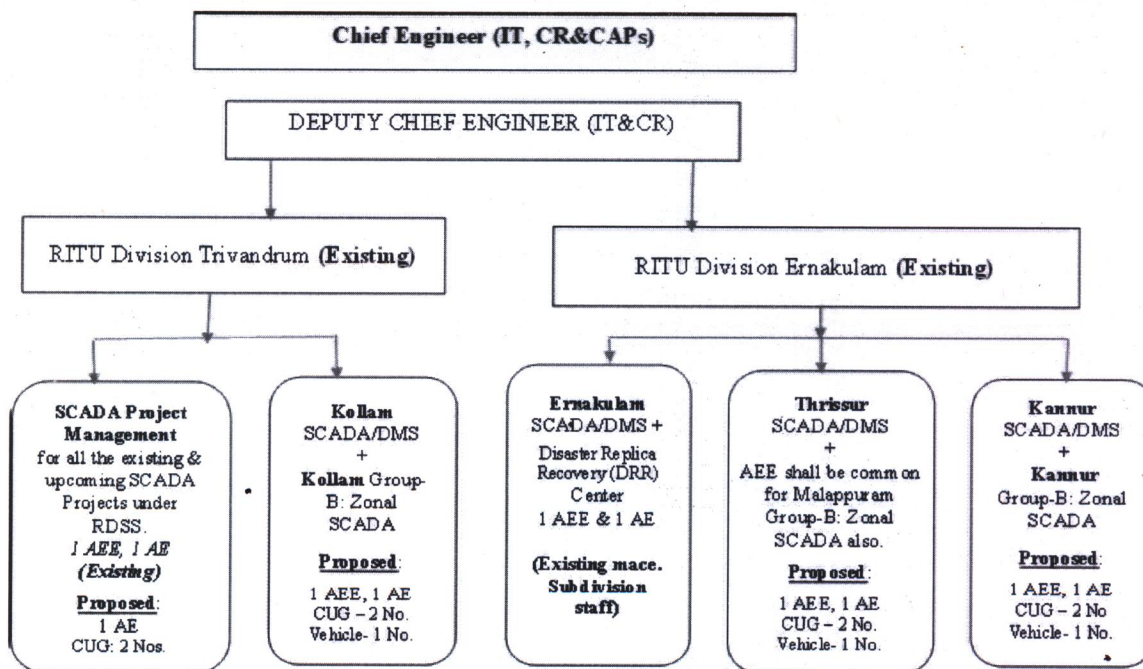 Chief Engineer (IT, CR&CAPs)
DEPUTY CHIEF ENGINEER (IT&CR)
RITU Division Trivandrum (Existing)
RITU Division Ernakulam (Existing)
SCADA Project
Management
for all the existing &
upcoming SCADA
Projects under
RDSS.
1 AEE, 1 AE
(Existing)
Proposed:
1 AE
CUG: 2 Nos.
Kollam
SCADA/DMS
+
Kollam Group-
B: Zonal
SCADA
Proposed:
1 AEE, 1 AE
CUG – 2 No.
Vehicle- 1 No.
Ernakulam
SCADA/DMS +
Disaster Replica
Recovery (DRR)
Center
1 AEE & 1 AE
(Existing mace.
Subdivision
staff)
Thrissur
SCADA/DMS
+
AEE shall be common
for Malappuram
Group-B: Zonal
SCADA also.
Proposed:
1 AEE, 1 AE
CUG – 2 No.
Vehicle- 1 No.
Kannur
SCADA/DMS
+
Kannur
Group-B: Zonal
SCADA
Proposed:
1 AEE, 1 AE
CUG – 2 No
Vehicle- 1 No.